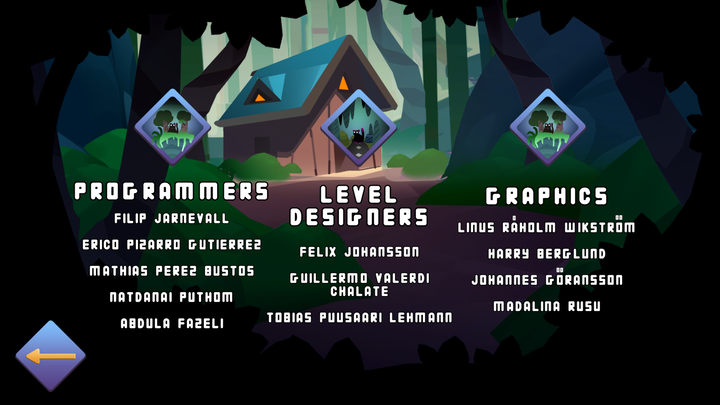 PROGRAMMERS
FILIP JARNEVALL
ERICO PIZARRO GUTIERREZ
MATHIAS PEREZ BUSTOS
NATDANAI PUTHOM
ABDULA FAZELI
LEVEL
DESIGNERS
FELIX JOHANSSON
GUILLERMO VALERDI
CHALATE
TOBIAS PUUSAARI LEHMANN
GRAPHICS
LINUS RÅHOLM WIKSTRÖM
HARRY BERGLUND
JOHANNES GÖRANSSON
MADALINA RUSU